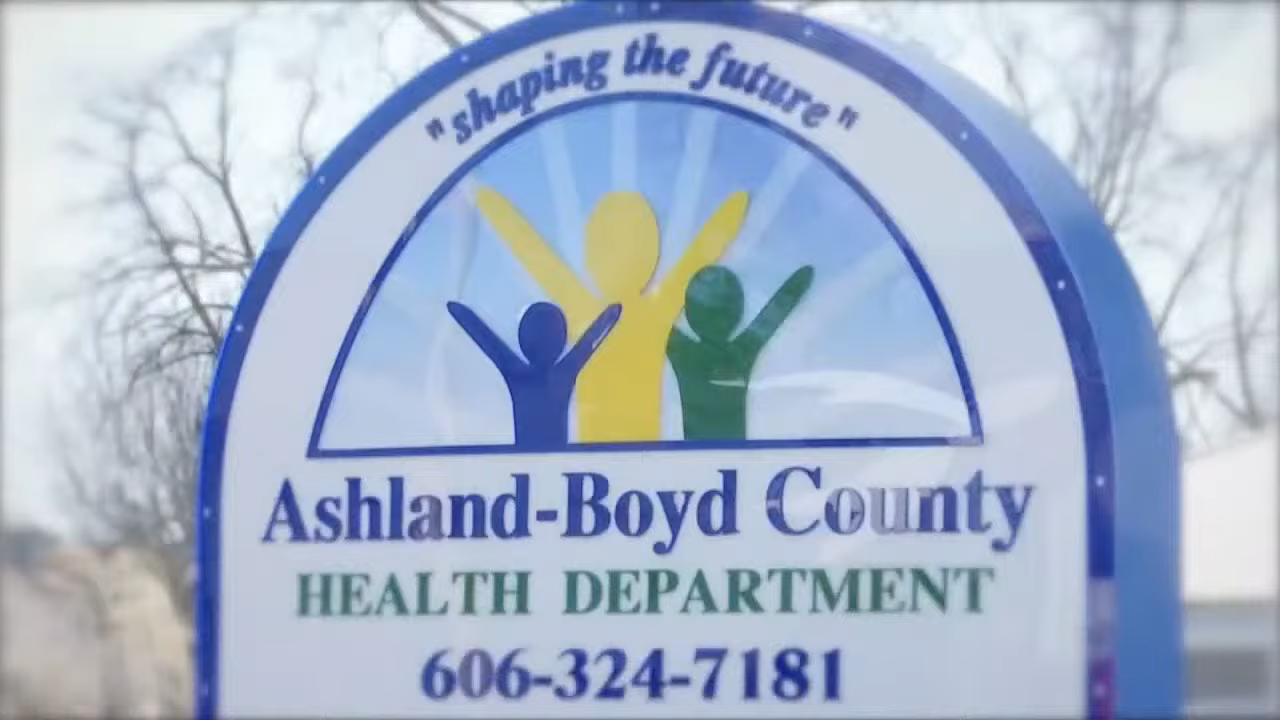 "shaping the future"
Ashland-Boyd County
HEALTH DEPARTMENT
606-324-7181